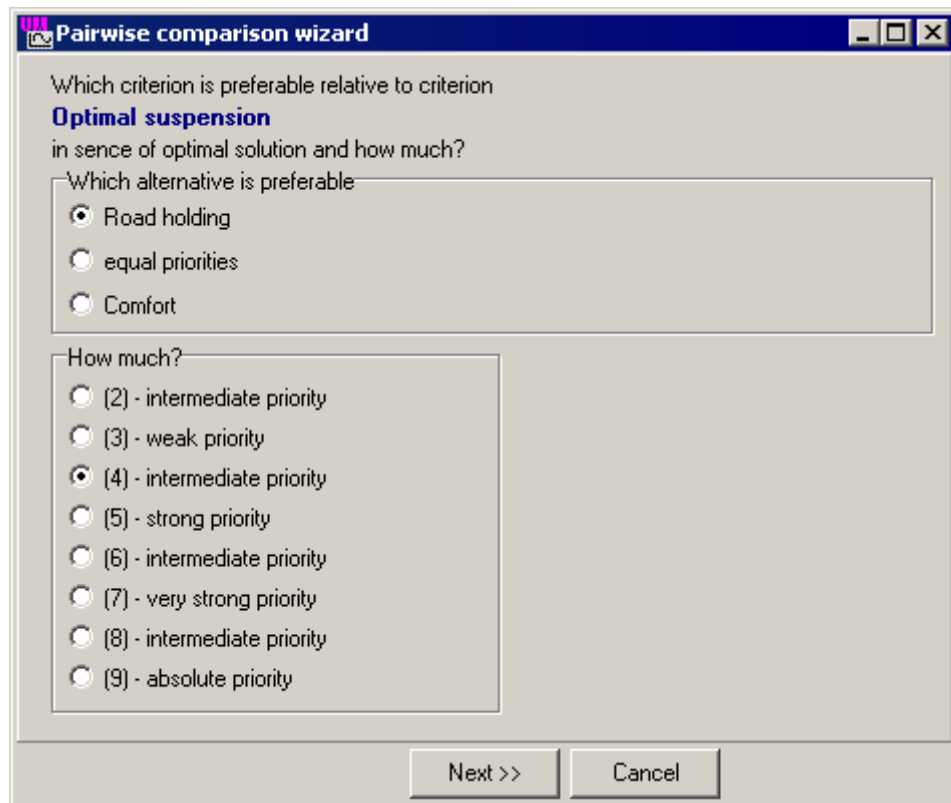 Pairwise comparison wizard
Which criterion is preferable relative to criterion
Optimal suspension
in sence of optimal solution and how much?
Which alternative is preferable
Road holding
equal priorities
Comfort
How much?
(2) - intermediate priority
(3) - weak priority
(4) - intermediate priority
(5) - strong priority
(6) - intermediate priority
(7) - very strong priority
(8) - intermediate priority
(9) - absolute priority
Next >> Cancel